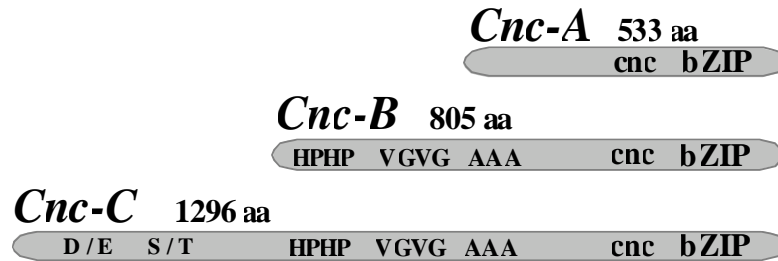 Cnc-A 533 aa
cnc bZIP
Cnc-B 805 aa
HPHP VGVG AAA cnc bZIP
Cnc-C 1296 aa
D/E S/T HPHP VGVG AAA cnc bZIP